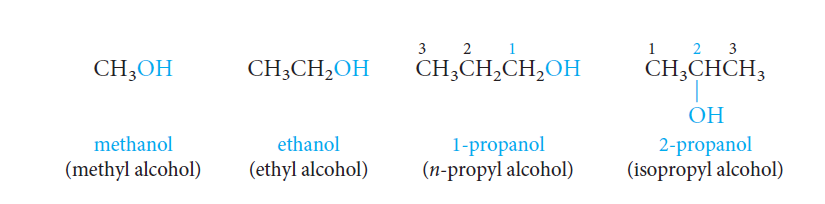 3 2 1 1 2 3
CH₃OH CH₃CH₂OH CH₃CH₂CH₂OH CH₃CHCH₃
OH
methanol ethanol 1-propanol 2-propanol
(methyl alcohol) (ethyl alcohol) (n-propyl alcohol) (isopropyl alcohol)